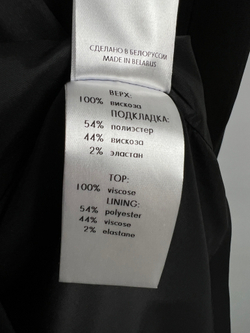 СДЕЛАНО В БЕЛОРУСОИ
MADE IN BELARUS
ВЕРХ:
100% вискоза
ПОДКЛАДКА:
54% полиэстер
44% вискоза
2% эластан
TOP:
100% viscose
LINING:
54% polyester
44% viscose
2% elastane